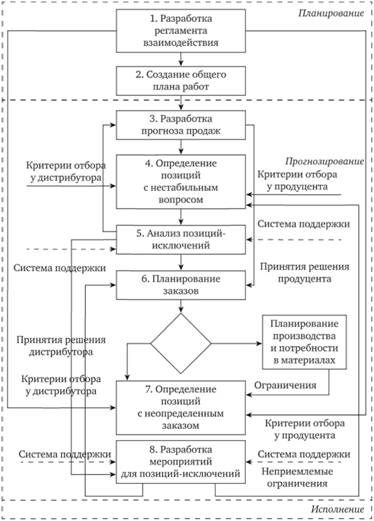 Планирование
1. Разработка
регламента
взаимодействия
2. Создание общего
плана работ
3. Разработка
прогноза продаж
Прогнозирование
Критерии отбора
у дистрибутора
4. Определение
позиций
с нестабильным
вопросом
Критерии отбора
у продуцента
5. Анализ позиций-
исключений
Система поддержки
Система поддержки
6. Планирование
заказов
Принятия решения
продуцента
Принятия решения
дистрибутора
Планирование
производства
и потребности
в материалах
Критерии отбора
у дистрибутора
7. Определение
позиций
с неопределенным
заказом
Ограничения
Критерии отбора
у продуцента
Система поддержки
8. Разработка
мероприятий
для позиций-исключений
Система поддержки
Неприемлемые
ограничения
Исполнение